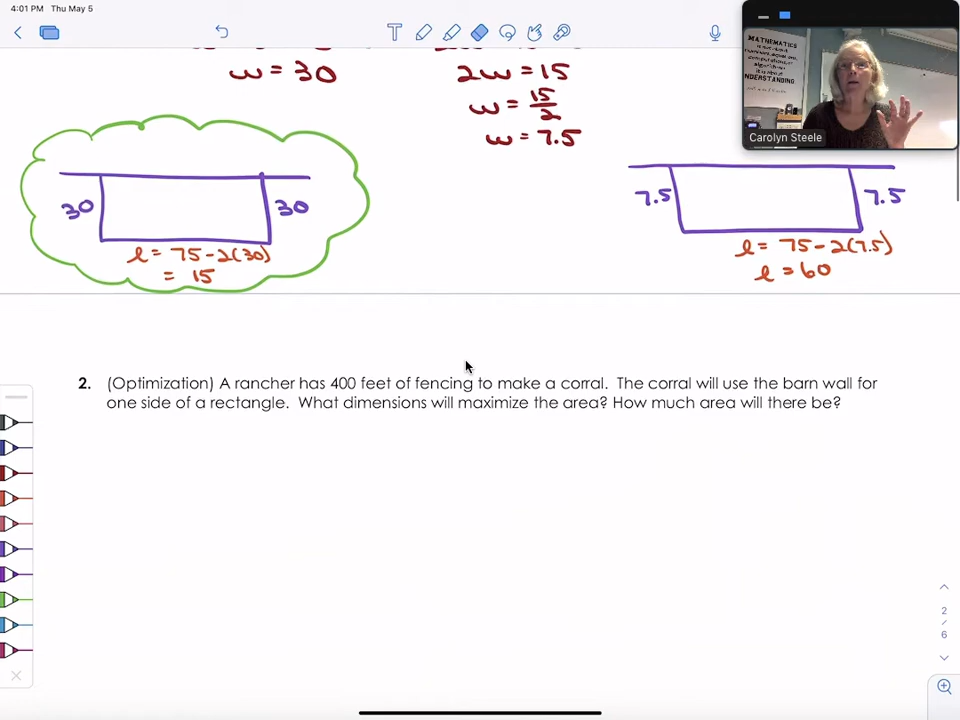 4:01 PM Thu May 5
w = 30
2w = 15
w = 15/2
w = 7.5
MATHEMATICS
UNDERSTANDING
Carolyn Steele
30
30
l = 75 - 2(30)
= 15
7.5
7.5
l = 75 - 2(7.5)
l = 60
2. (Optimization) A rancher has 400 feet of fencing to make a corral. The corral will use the barn wall for
one side of a rectangle. What dimensions will maximize the area? How much area will there be?
2
/
6